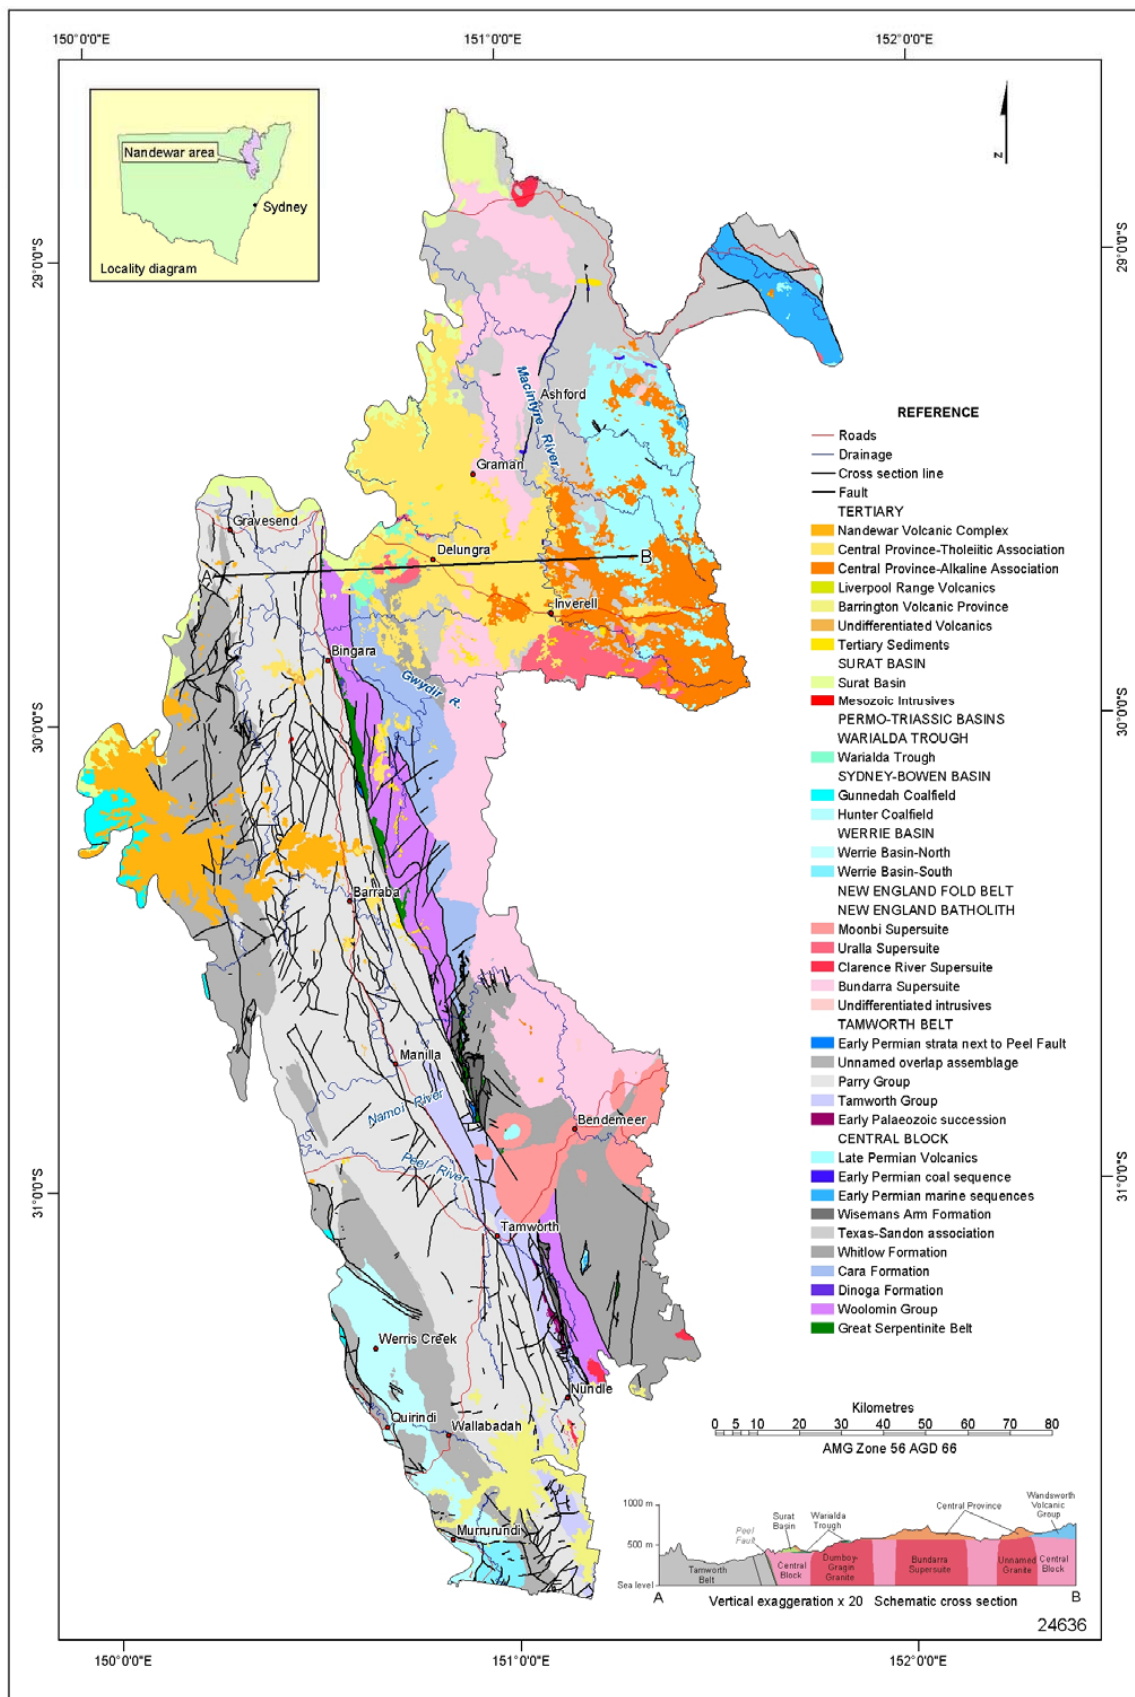 150°0'0"E
151°0'0"E
152°0'0"E
Nandewar area
Sydney
Locality diagram
N
29°0'0"S
29°0'0"S
Macintyre River
Ashford
Graman
Gravesend
Delungra
A
B
Inverell
Bingara
Gwydir R.
30°0'0"S
30°0'0"S
Barraba
Manilla
Namoi River
Bendemeer
Peel River
31°0'0"S
31°0'0"S
Tamworth
Werris Creek
Nundle
Quirindi
Wallabadah
Murrurundi
REFERENCE
Roads
Drainage
Cross section line
Fault
TERTIARY
Nandewar Volcanic Complex
Central Province-Tholeiitic Association
Central Province-Alkaline Association
Liverpool Range Volcanics
Barrington Volcanic Province
Undifferentiated Volcanics
Tertiary Sediments
SURAT BASIN
Surat Basin
Mesozoic Intrusives
PERMO-TRIASSIC BASINS
WARIALDA TROUGH
Warialda Trough
SYDNEY-BOWEN BASIN
Gunnedah Coalfield
Hunter Coalfield
WERRIE BASIN
Werrie Basin-North
Werrie Basin-South
NEW ENGLAND FOLD BELT
NEW ENGLAND BATHOLITH
Moonbi Supersuite
Uralla Supersuite
Clarence River Supersuite
Bundarra Supersuite
Undifferentiated intrusives
TAMWORTH BELT
Early Permian strata next to Peel Fault
Unnamed overlap assemblage
Parry Group
Tamworth Group
Early Palaeozoic succession
CENTRAL BLOCK
Late Permian Volcanics
Early Permian coal sequence
Early Permian marine sequences
Wisemans Arm Formation
Texas-Sandon association
Whitlow Formation
Cara Formation
Dinoga Formation
Woolomin Group
Great Serpentinite Belt
Kilometres
0 5 10 20 30 40 50 60 70 80
AMG Zone 56 AGD 66
1000 m
500 m
Sea level
Peel Fault
Surat Basin
Warialda Trough
Central Province
Wandsworth Volcanic Group
Tamworth Belt
Central Block
Dumboy-Gragin Granite
Bundarra Supersuite
Unnamed Granite
Central Block
A
B
Vertical exaggeration x 20 Schematic cross section
24636
150°0'0"E
151°0'0"E
152°0'0"E